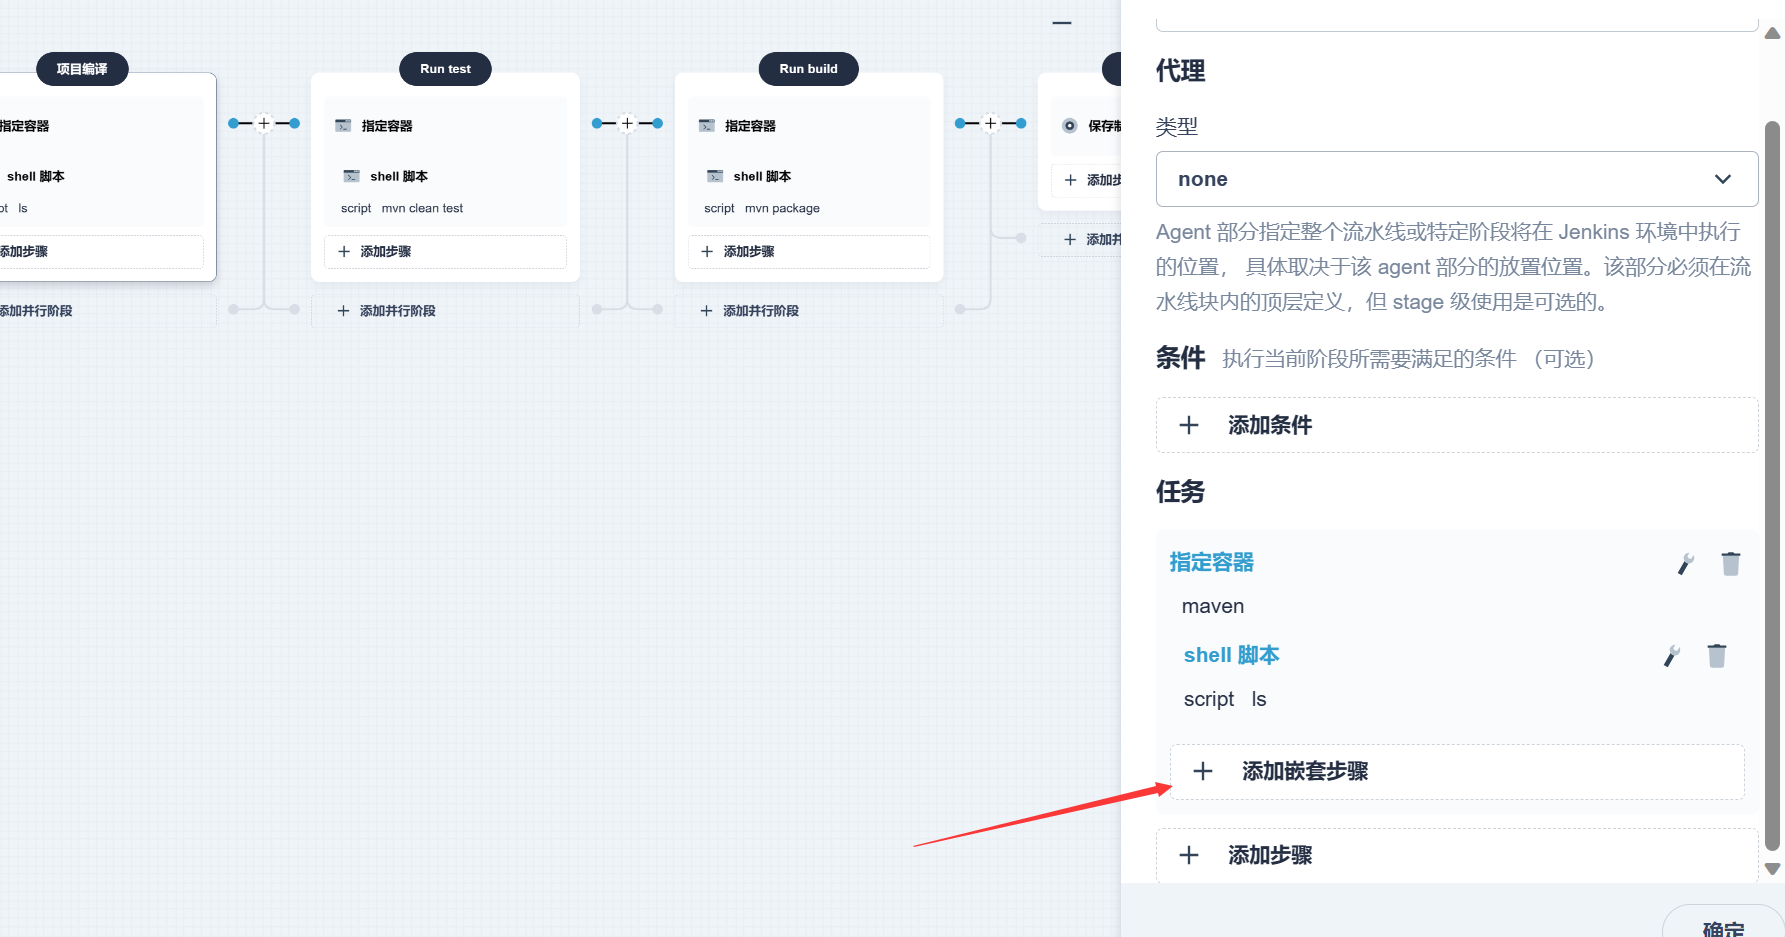 项目编译
指定容器
shell 脚本
ls
添加步骤
添加并行阶段
Run test
指定容器
shell 脚本
script mvn clean test
添加步骤
添加并行阶段
Run build
指定容器
shell 脚本
script mvn package
添加步骤
添加并行阶段
保存制
添加步
添加并
代理
类型
none
Agent 部分指定整个流水线或特定阶段将在 Jenkins 环境中执行
的位置， 具体取决于该 agent 部分的放置位置。该部分必须在流
水线块内的顶层定义，但 stage 级使用是可选的。
条件 执行当前阶段所需要满足的条件 （可选）
添加条件
任务
指定容器
maven
shell 脚本
script ls
添加嵌套步骤
添加步骤
确定